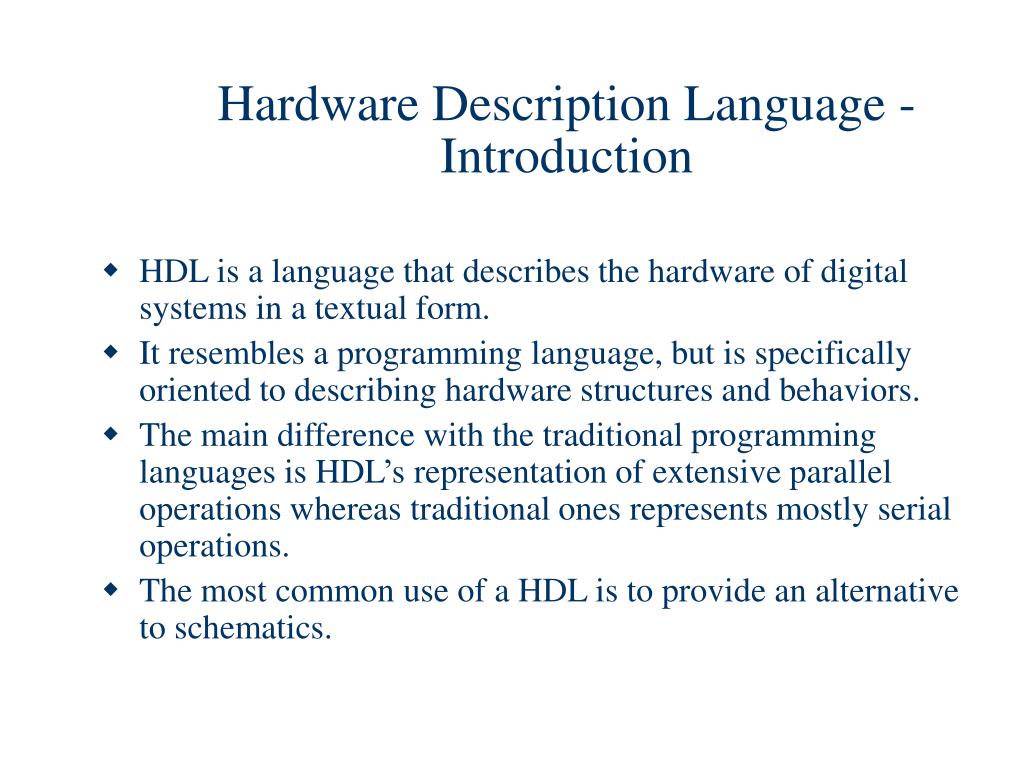 Hardware Description Language -
Introduction
HDL is a language that describes the hardware of digital
systems in a textual form.
It resembles a programming language, but is specifically
oriented to describing hardware structures and behaviors.
The main difference with the traditional programming
languages is HDL’s representation of extensive parallel
operations whereas traditional ones represents mostly serial
operations.
The most common use of a HDL is to provide an alternative
to schematics.